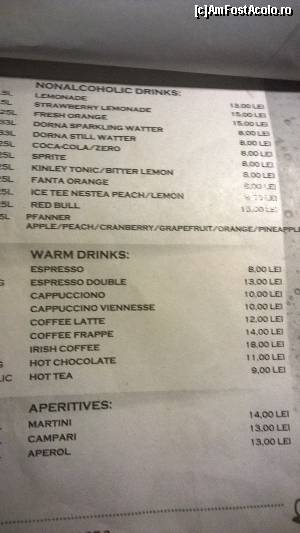 [c]AmFostAcolo.ro
NONALCOHOLIC DRINKS:
LEMONADE
STRAWBERRY LEMONADE 13,00 LEI
FRESH ORANGE 15,00 LEI
DORNA SPARKLING WATTER 15,00 LEI
DORNA STILL WATTER 8,00 LEI
COCA-COLA/ZERO 8,00 LEI
SPRITE 8,00 LEI
KINLEY TONIC/BITTER LEMON 8,00 LEI
FANTA ORANGE 8,00 LEI
ICE TEE NESTEA PEACH/LEMON LEI
RED BULL 13,00 LEI
PFANNER
APPLE/PEACH/CRANBERRY/GRAPEFRUIT/ORANGE/PINEAPPLE
WARM DRINKS:
ESPRESSO 8,00 LEI
ESPRESSO DOUBLE 13,00 LEI
CAPPUCCIONO 10,00 LEI
CAPPUCCINO VIENNESSE 10,00 LEI
COFFEE LATTE 12,00 LEI
COFFEE FRAPPE 14,00 LEI
IRISH COFFEE 18,00 LEI
HOT CHOCOLATE 11,00 LEI
HOT TEA 9,00 LEI
APERITIVES:
MARTINI 14,00 LEI
CAMPARI 13,00 LEI
APEROL 13,00 LEI